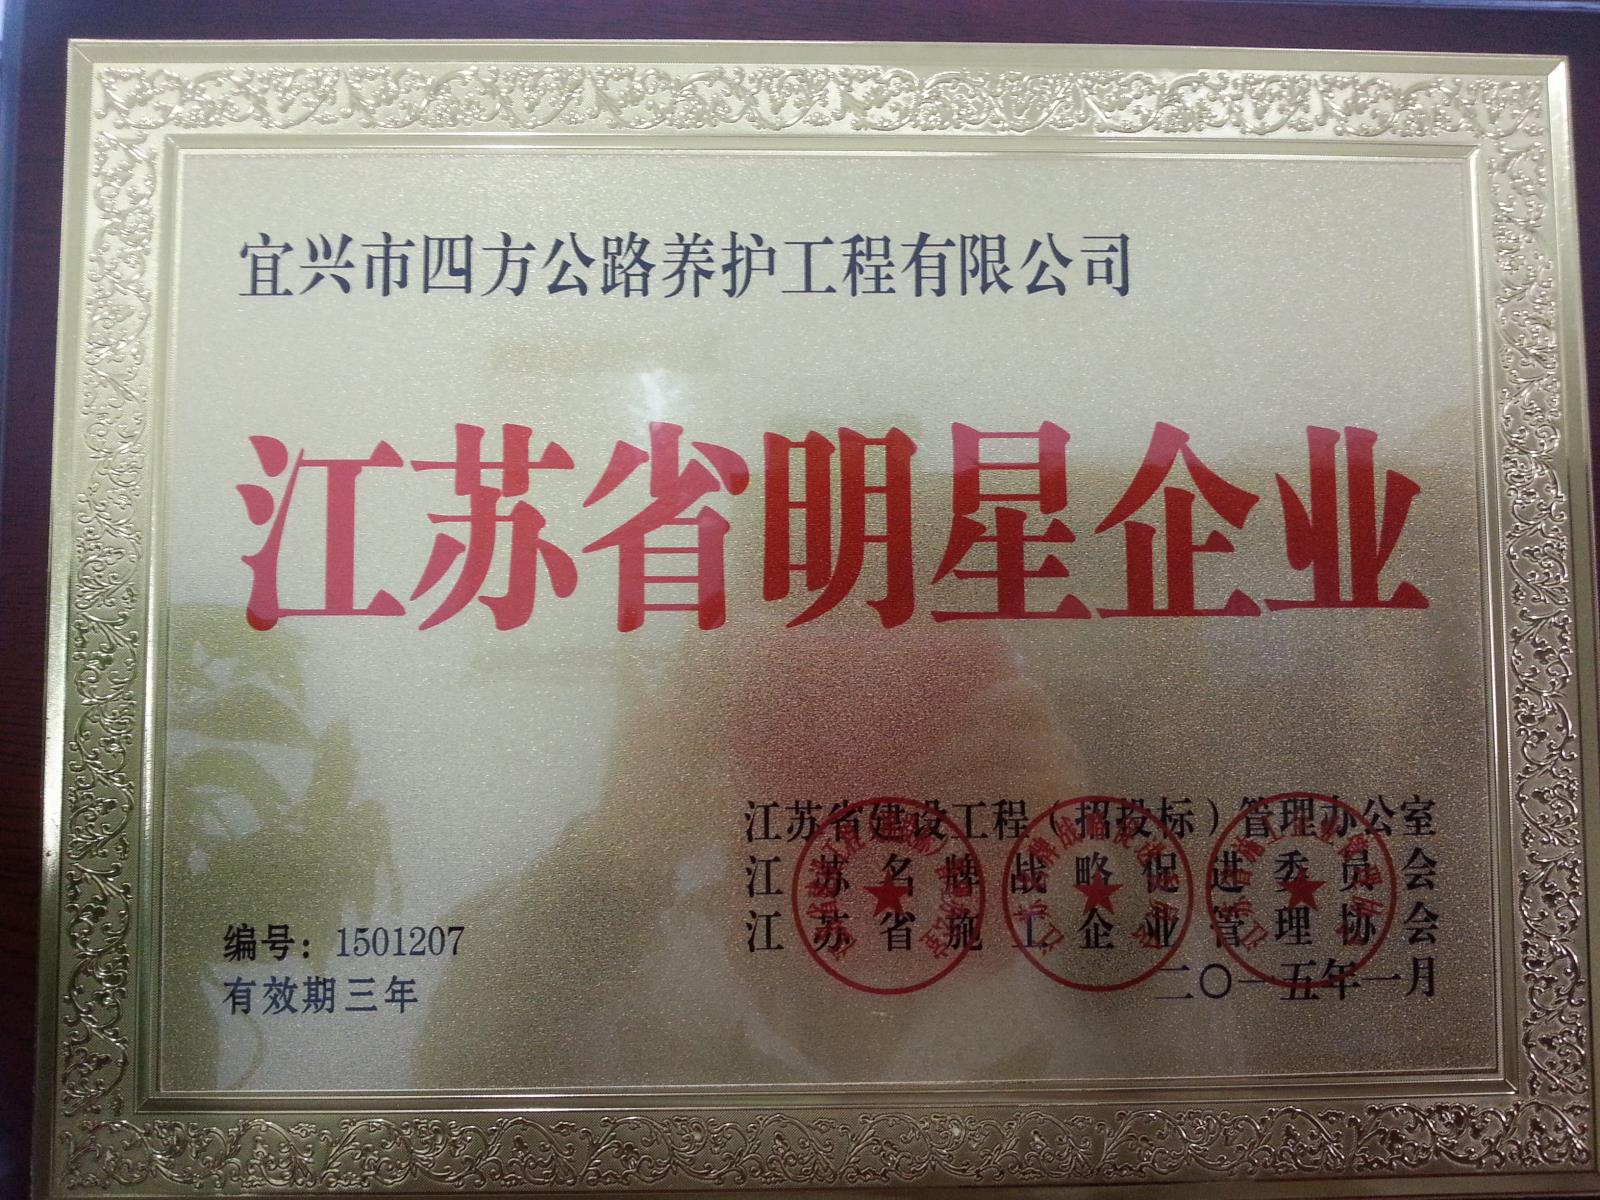 宜兴市四方公路养护工程有限公司
江苏省明星企业
江苏省建设工程(招投标)管理办公室
江苏名牌战略促进委员会
江苏省施工企业管理协会
二〇一五年一月
编号：1501207
有效期三年